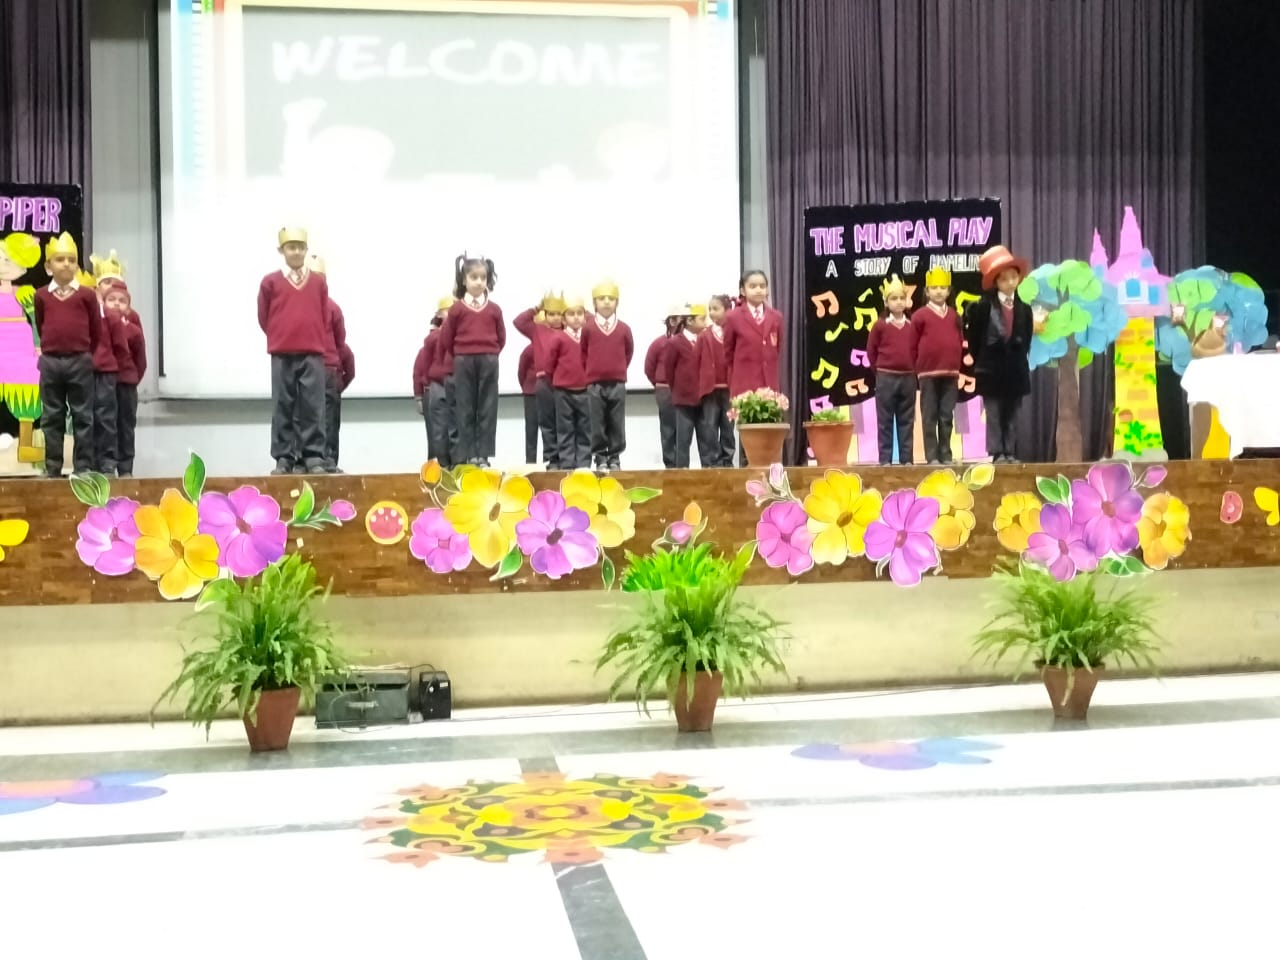 WELCOME
PIPER
THE MUSICAL PLAY
A STORY OF HAMELIN